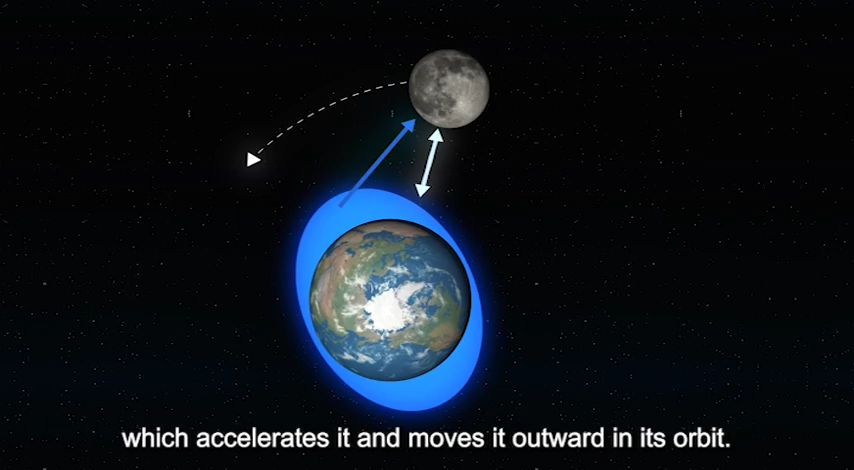 which accelerates it and moves it outward in its orbit.